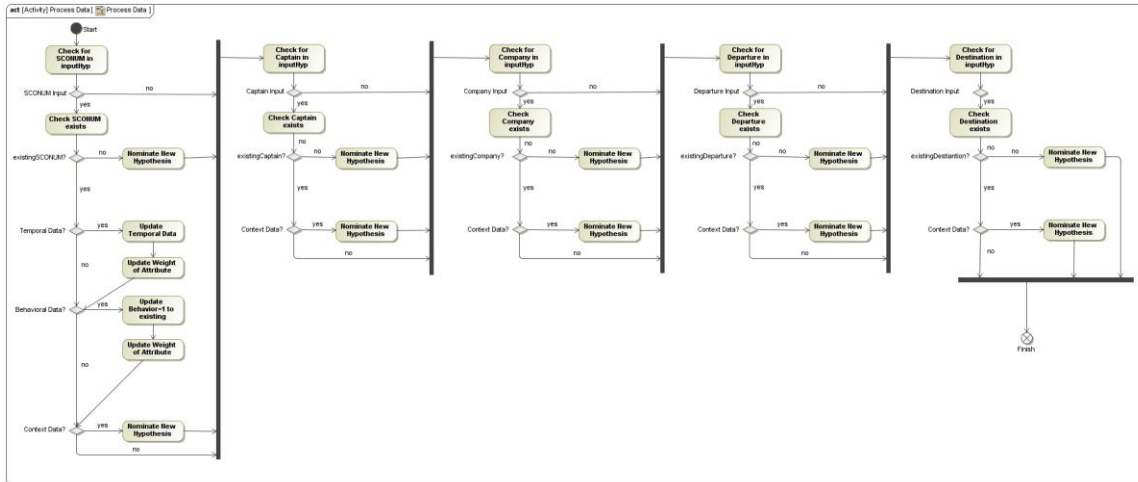 act [Activity] Process Data [ Process Data ]
Start
Check for
SCONUM in
inputHyp
SCONUM Input
no
yes
Check SCONUM
exists
existingSCONUM?
no
Nominate New
Hypothesis
yes
Temporal Data?
yes
Update
Temporal Data
Update Weight
of Attribute
no
Behavioral Data?
yes
Update
Behavior=1 to
existing
Update Weight
of Attribute
no
Context Data?
yes
Nominate New
Hypothesis
no
Check for
Captain in
inputHyp
Captain Input
no
yes
Check Captain
exists
existingCaptain?
no
Nominate New
Hypothesis
yes
Context Data?
yes
Nominate New
Hypothesis
no
Check for
Company in
inputHyp
Company Input
no
yes
Check
Company
exists
existingCompany?
no
Nominate New
Hypothesis
yes
Context Data?
yes
Nominate New
Hypothesis
no
Check for
Departure in
inputHyp
Departure Input
no
yes
Check
Departure
exists
existingDeparture?
no
no
Nominate New
Hypothesis
yes
Context Data?
yes
Nominate New
Hypothesis
no
Check for
Destination in
inputHyp
Destination Input
yes
Check
Destination
exists
no
existingDestiantion?
no
Nominate New
Hypothesis
yes
Context Data?
yes
Nominate New
Hypothesis
no
Finish